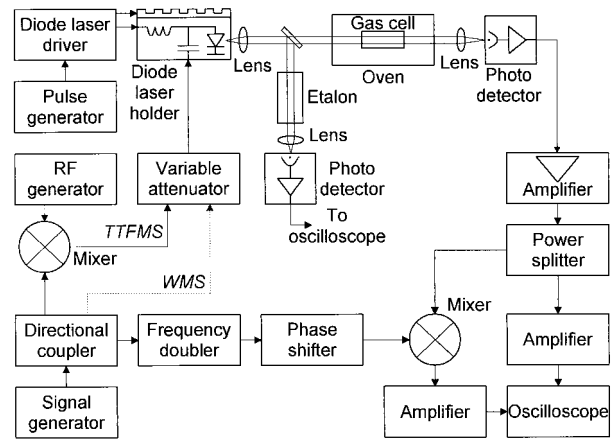 Diode laser
driver
Pulse
generator
Diode
laser
holder
Lens
Gas cell
Oven
Lens
Photo
detector
Etalon
Lens
Photo
detector
To
oscilloscope
RF
generator
Mixer
TTFMS
WMS
Variable
attenuator
Amplifier
Power
splitter
Mixer
Directional
coupler
Frequency
doubler
Phase
shifter
Amplifier
Signal
generator
Amplifier
Oscilloscope